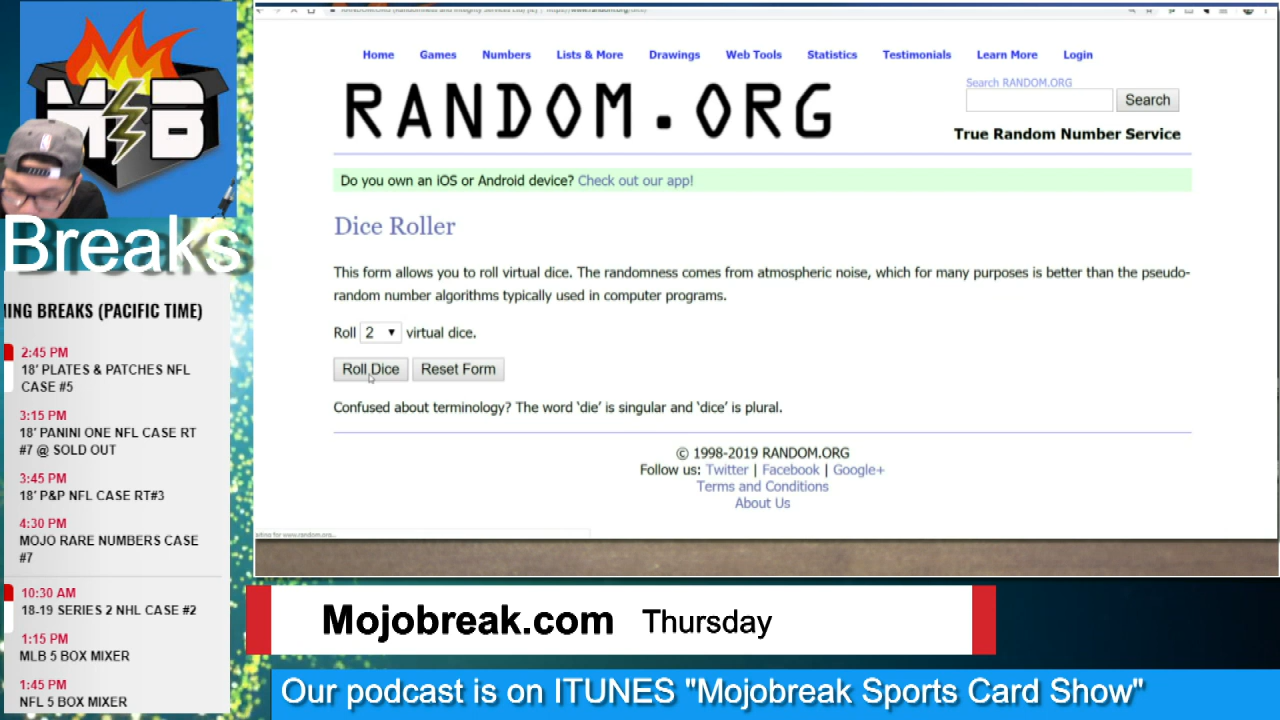 Home Games Numbers Lists & More Drawings Web Tools Statistics Testimonials Learn More Login
RANDOM.ORG
Search RANDOM.ORG
Search
True Random Number Service
Do you own an iOS or Android device? Check out our app!
Dice Roller
This form allows you to roll virtual dice. The randomness comes from atmospheric noise, which for many purposes is better than the pseudo-
random number algorithms typically used in computer programs.
Roll 2 virtual dice.
Roll Dice Reset Form
Confused about terminology? The word ‘die’ is singular and ‘dice’ is plural.
© 1998-2019 RANDOM.ORG
Follow us: Twitter | Facebook | Google+
Terms and Conditions
About Us
aiting for www.random.org...
M B
Breaks
ING BREAKS (PACIFIC TIME)
2:45 PM
18' PLATES & PATCHES NFL
CASE #5
3:15 PM
18' PANINI ONE NFL CASE RT
#7 @ SOLD OUT
3:45 PM
18' P&P NFL CASE RT#3
4:30 PM
MOJO RARE NUMBERS CASE
#7
10:30 AM
18-19 SERIES 2 NHL CASE #2
1:15 PM
MLB 5 BOX MIXER
1:45 PM
NFL 5 BOX MIXER
Mojobreak.com Thursday
Our podcast is on ITUNES "Mojobreak Sports Card Show"